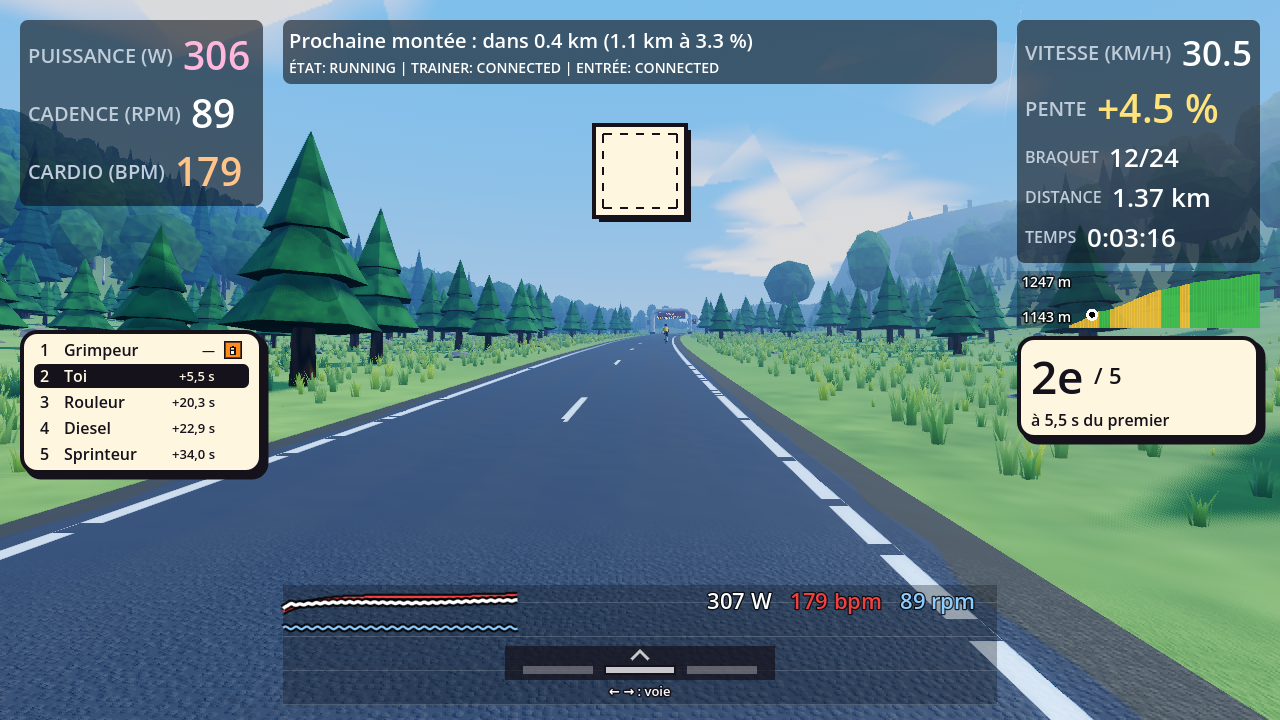 PUISSANCE (W) 306
CADENCE (RPM) 89
CARDIO (BPM) 179
Prochaine montée : dans 0.4 km (1.1 km à 3.3 %)
ÉTAT: RUNNING | TRAINER: CONNECTED | ENTRÉE: CONNECTED
VITESSE (KM/H) 30.5
PENTE +4.5 %
BRAQUET 12/24
DISTANCE 1.37 km
TEMPS 0:03:16
1247 m
1143 m
1 Grimpeur —
2 Toi +5,5 s
3 Rouleur +20,3 s
4 Diesel +22,9 s
5 Sprinteur +34,0 s
2e / 5
à 5,5 s du premier
307 W 179 bpm 89 rpm
← → : voie